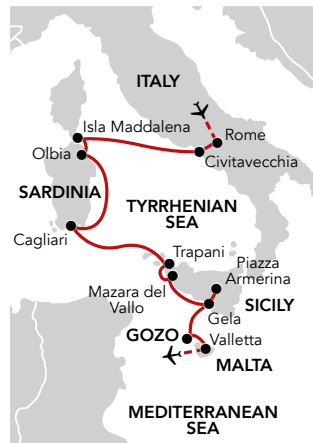 ITALY
Isla Maddalena
Rome
Olbia
Civitavecchia
SARDINIA
TYRRHENIAN
SEA
Cagliari
Trapani
Piazza
Armerina
Mazara del
Vallo
SICILY
Gela
GOZO
Valletta
MALTA
MEDITERRANEAN
SEA